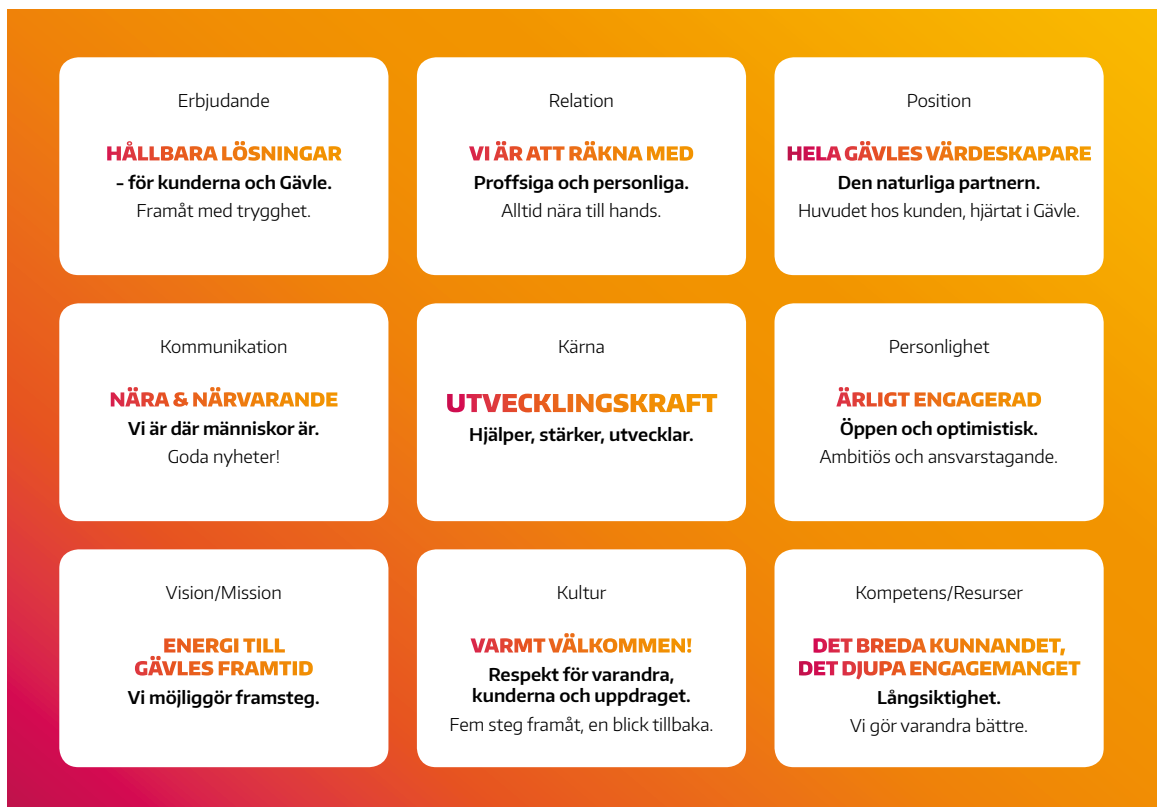 Erbjudande
HÅLLBARA LÖSNINGAR
- för kunderna och Gävle.
Framåt med trygghet.
Relation
VI ÄR ATT RÄKNA MED
Proffsiga och personliga.
Alltid nära till hands.
Position
HELA GÄVLES VÄRDESKAPARE
Den naturliga partnern.
Huvudet hos kunden, hjärtat i Gävle.
Kommunikation
NÄRA & NÄRVARANDE
Vi är där människor är.
Goda nyheter!
Kärna
UTVECKLINGSKRAFT
Hjälper, stärker, utvecklar.
Personlighet
ÄRLIGT ENGAGERAD
Öppen och optimistisk.
Ambitiös och ansvarstagande.
Vision/Mission
ENERGI TILL
GÄVLES FRAMTID
Vi möjliggör framsteg.
Kultur
VARMT VÄLKOMMEN!
Respekt för varandra,
kunderna och uppdraget.
Fem steg framåt, en blick tillbaka.
Kompetens/Resurser
DET BREDA KUNNANDET,
DET DJUPA ENGAGEMANGET
Långsiktighet.
Vi gör varandra bättre.